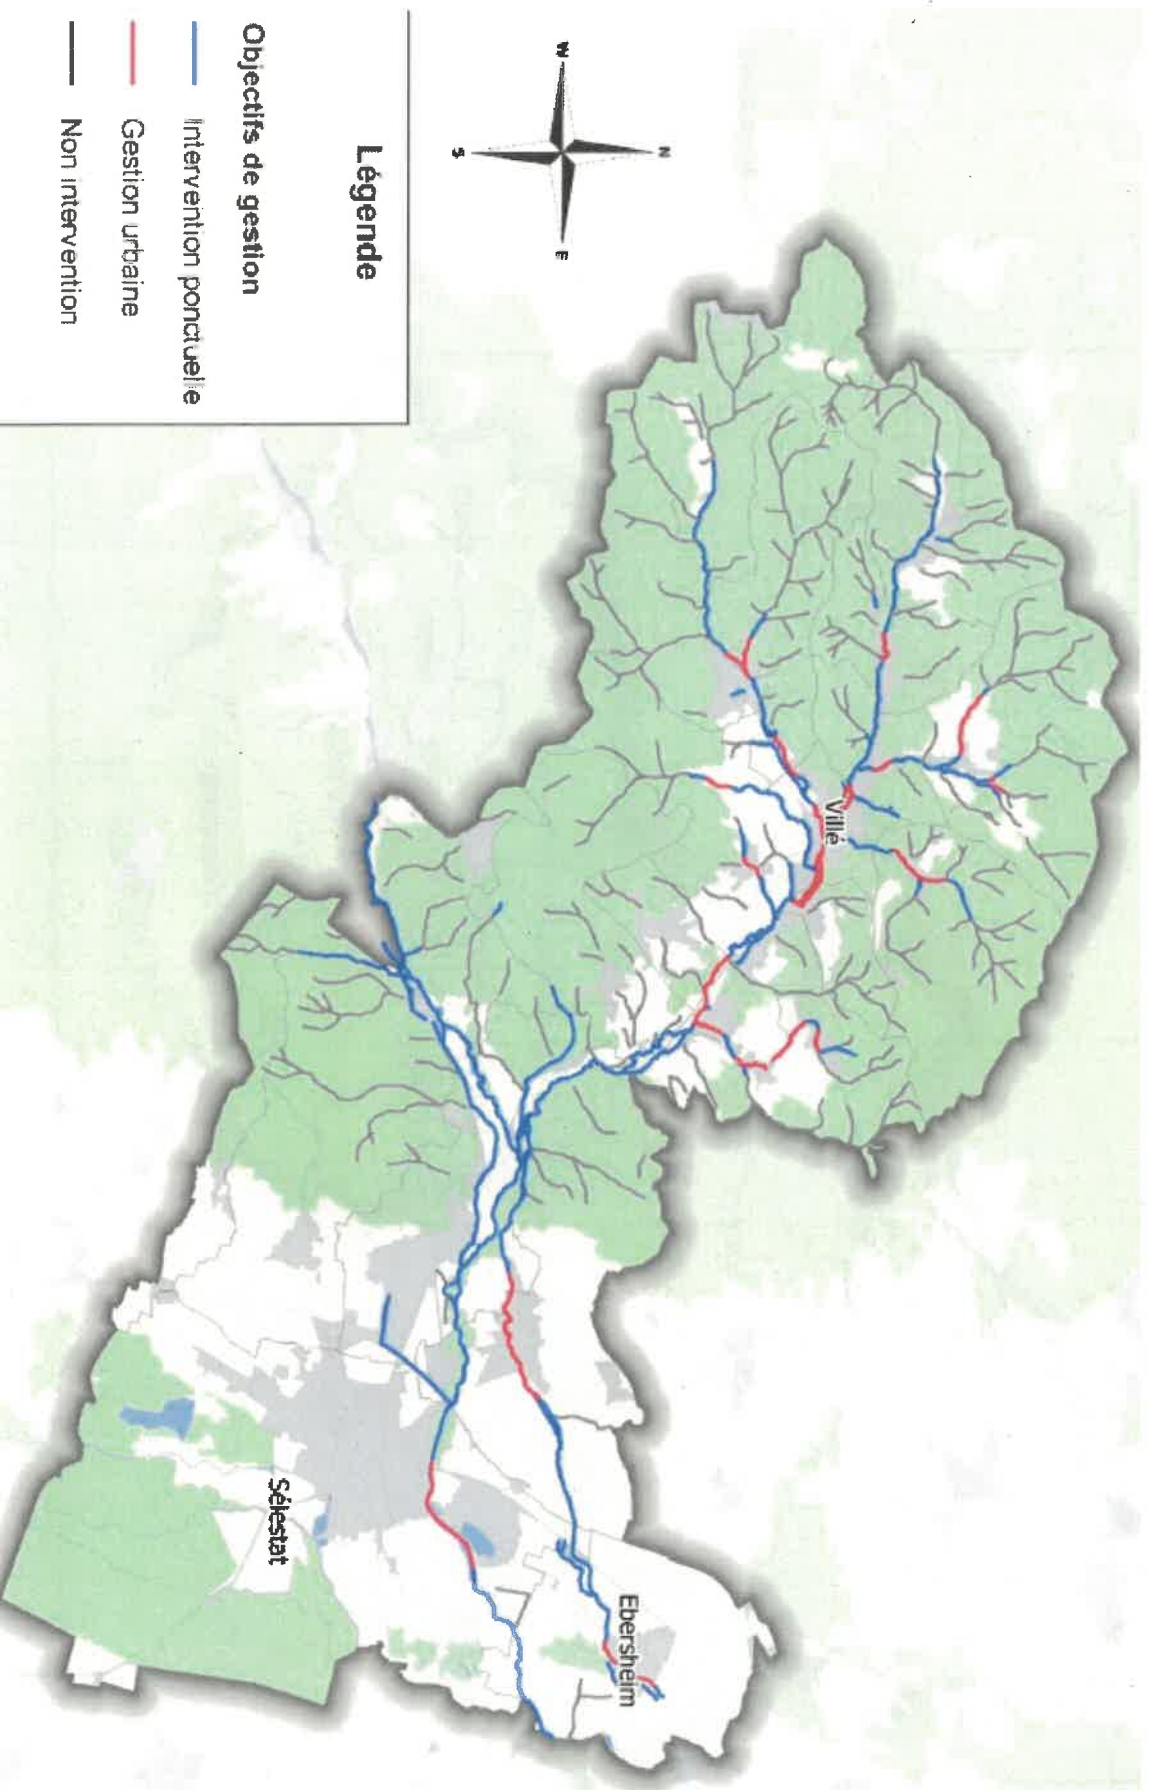 Légende
Objectifs de gestion
Intervention ponctuelle
Gestion urbaine
Non intervention
N
W
E
S
Villé
Sélestat
Ebersheim